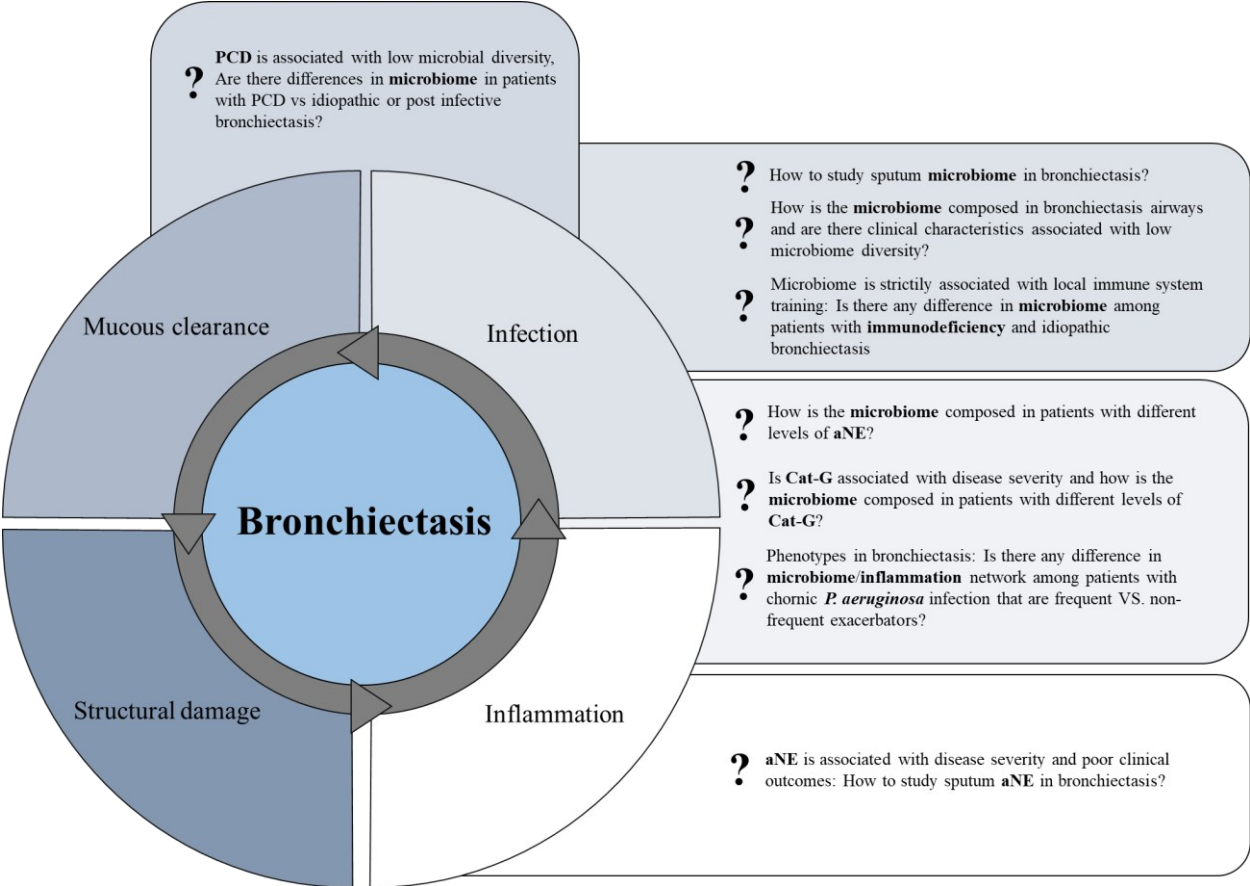 PCD is associated with low microbial diversity,
? Are there differences in microbiome in patients
with PCD vs idiopathic or post infective
bronchiectasis?
? How to study sputum microbiome in bronchiectasis?
How is the microbiome composed in bronchiectasis airways
? and are there clinical characteristics associated with low
microbiome diversity?
Microbiome is strictily associated with local immune system
? training: Is there any difference in microbiome among
patients with immunodeficiency and idiopathic
bronchiectasis
Mucous clearance
Infection
? How is the microbiome composed in patients with different
levels of aNE?
? Is Cat-G associated with disease severity and how is the
microbiome composed in patients with different levels of
Cat-G?
Phenotypes in bronchiectasis: Is there any difference in
? microbiome/inflammation network among patients with
chornic P. aeruginosa infection that are frequent VS. non-
frequent exacerbators?
Bronchiectasis
Structural damage
Inflammation
? aNE is associated with disease severity and poor clinical
outcomes: How to study sputum aNE in bronchiectasis?